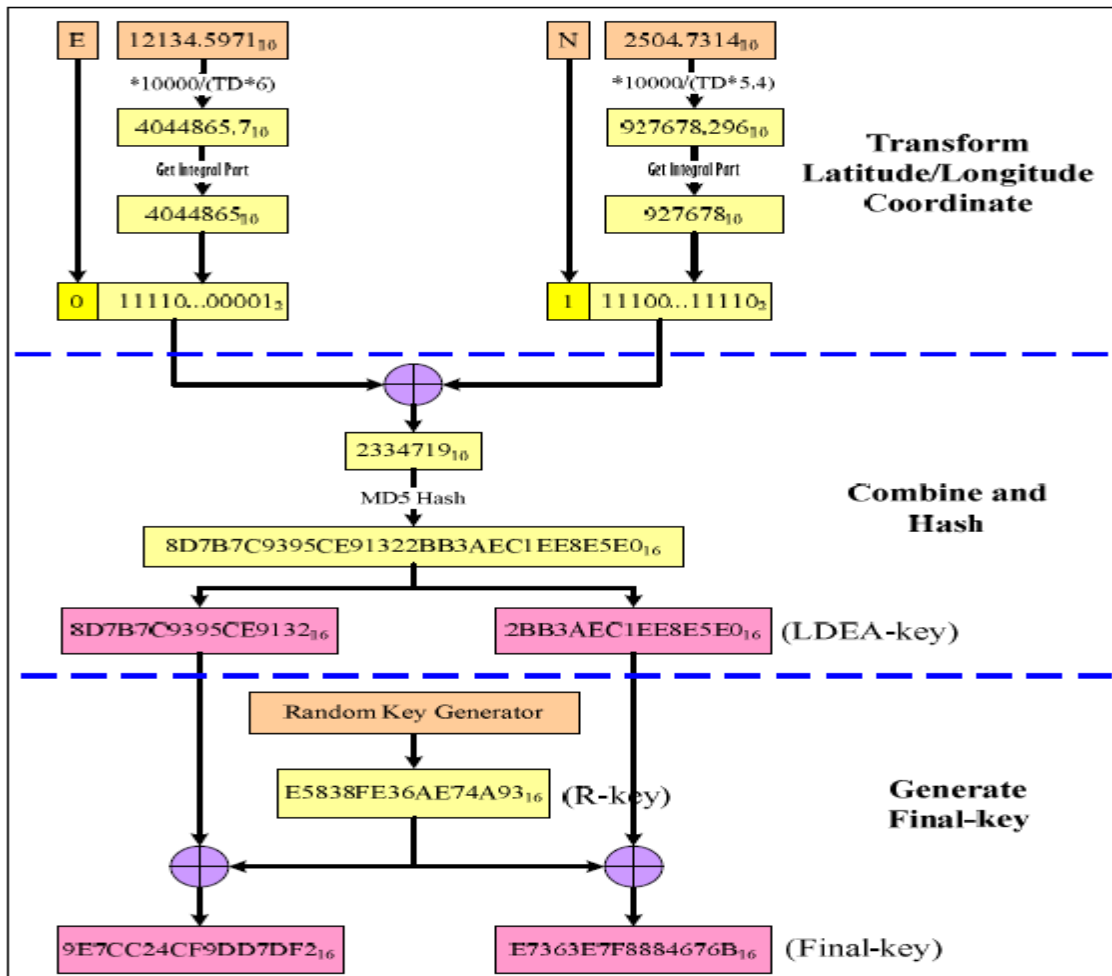 E 12134.5971₁₀ N 2504.7314₁₀
*10000/(TD*6) *10000/(TD*5.4)
4044865.7₁₀ 927678.296₁₀
Get Integral Part Get Integral Part
4044865₁₀ 927678₁₀
0 11110...00001₂ 1 11100...11110₂
Transform
Latitude/Longitude
Coordinate
2334719₁₀
MD5 Hash
8D7B7C9395CE91322BB3AEC1EE8E5E0₁₆
8D7B7C9395CE9132₁₆ 2BB3AEC1EE8E5E0₁₆ (LDEA-key)
Combine and
Hash
Random Key Generator
E5838FE36AE74A93₁₆ (R-key)
Generate
Final-key
9E7CC24CF9DD7DF2₁₆ E7363E7F8884676B₁₆ (Final-key)